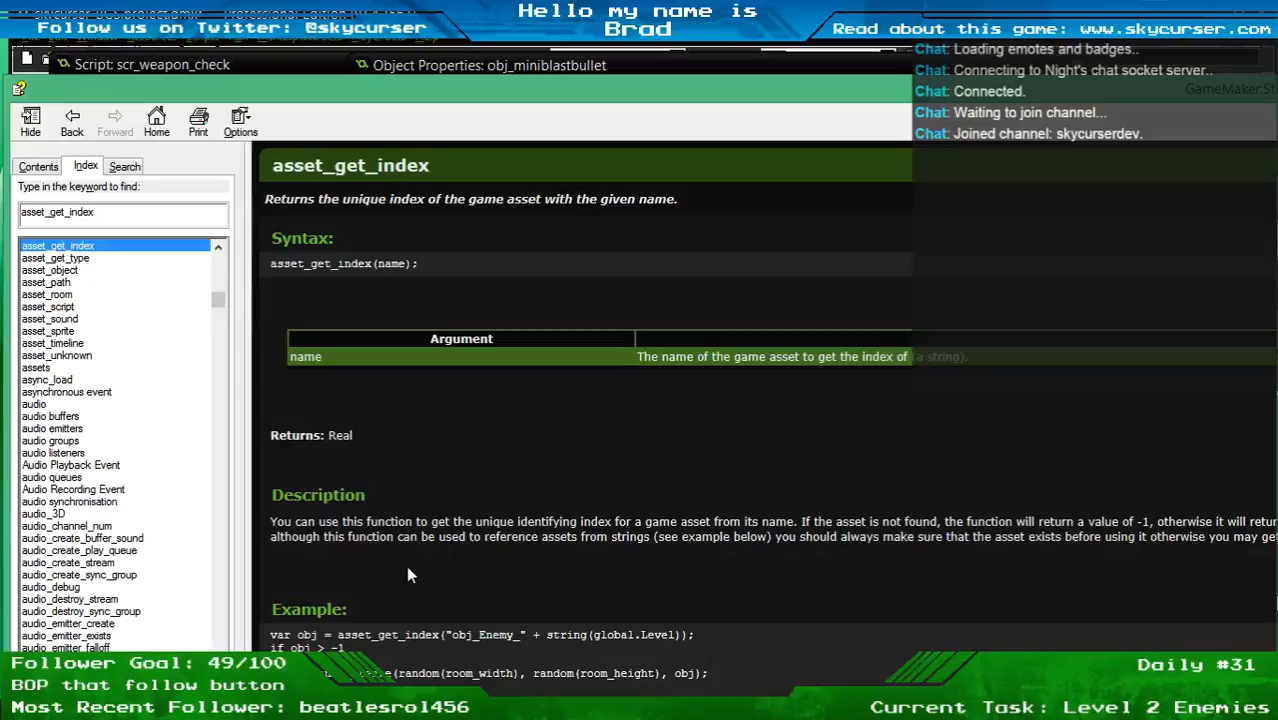 Hello my name is
Brad
Follow us on Twitter: @skycurser
Read about this game: www.skycurser.com
Script: scr_weapon_check
Object Properties: obj_miniblastbullet
Chat: Loading emotes and badges..
Chat: Connecting to Night's chat socket server..
Chat: Connected.
Chat: Waiting to join channel...
Chat: Joined channel: skycurserdev.
Hide
Back
Forward
Home
Print
Options
Contents
Index
Search
Type in the keyword to find:
asset_get_index
asset_get_index
asset_get_type
asset_object
asset_path
asset_room
asset_script
asset_sound
asset_sprite
asset_timeline
asset_unknown
assets
async_load
asynchronous event
audio
audio buffers
audio emitters
audio groups
audio listeners
Audio Playback Event
audio queues
Audio Recording Event
audio synchronisation
audio_3D
audio_channel_num
audio_create_buffer_sound
audio_create_play_queue
audio_create_stream
audio_create_sync_group
audio_debug
audio_destroy_stream
audio_destroy_sync_group
audio_emitter_create
audio_emitter_exists
audio_emitter_falloff
asset_get_index
Returns the unique index of the game asset with the given name.
Syntax:
asset_get_index(name);
Argument
name
The name of the game asset to get the index of (a string).
Returns: Real
Description
You can use this function to get the unique identifying index for a game asset from its name. If the asset is not found, the function will return a value of -1, otherwise it will retur
although this function can be used to reference assets from strings (see example below) you should always make sure that the asset exists before using it otherwise you may get
Example:
var obj = asset_get_index("obj_Enemy_" + string(global.Level));
if obj > -1
(random(room_width), random(room_height), obj);
Follower Goal: 49/100
BOP that follow button
Most Recent Follower: beatlesrol456
Daily #31
Current Task: Level 2 Enemies